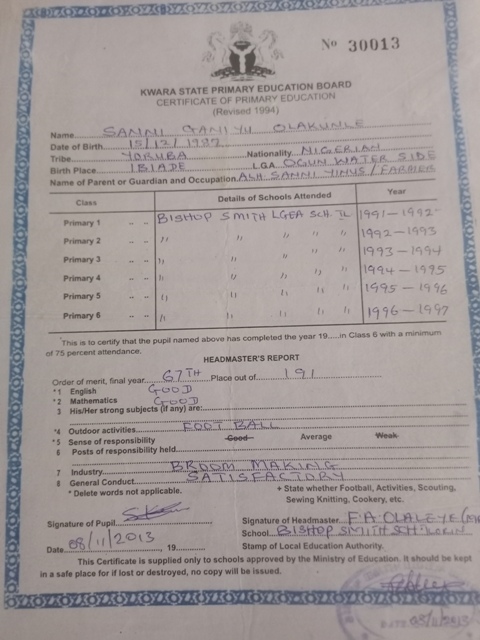 No 30013
KWARA STATE PRIMARY EDUCATION BOARD
CERTIFICATE OF PRIMARY EDUCATION
(Revised 1994)
Name SANNI GANIYU OLAKUNLE
Date of Birth 15/12/1987
Tribe YORUBA Nationality NIGERIAN
Birth Place IBIADE L.G.A. OGUN WATER SIDE
Name of Parent or Guardian and Occupation ALH. SANNI YINUS / FARMER
Class Details of Schools Attended Year
Primary 1 " " BISHOP SMITH LGEA SCH. IL 1991-1992
Primary 2 " " " " " " 1992-1993
Primary 3 " " " " " " 1993-1994
Primary 4 " " " " " " 1994-1995
Primary 5 " " " " " " 1995-1996
Primary 6 " " " " " " 1996-1997
This is to certify that the pupil named above has completed the year 19.....in Class 6 with a minimum
of 75 percent attendance.
HEADMASTER'S REPORT
Order of merit, final year 67TH Place out of 191
*1 English GOOD
*2 Mathematics GOOD
3 His/Her strong subjects (if any) are:
*4 Outdoor activities FOOT BALL
*5 Sense of responsibility Good Average Weak
6 Posts of responsibility held
7 Industry BROOM MAKING
8 General Conduct SATISFACTORY
* Delete words not applicable. + State whether Football, Activities, Scouting,
Sewing Knitting, Cookery, etc.
Signature of Pupil Signature of Headmaster F.A OLALEYE
School BISHOP SMITH SCH. ILORIN
Date 08/11/2013 19 Stamp of Local Education Authority.
This Certificate is supplied only to schools approved by the Ministry of Education. It should be kept
in a safe place for if lost or destroyed, no copy will be issued.
DATE 08/11/2013